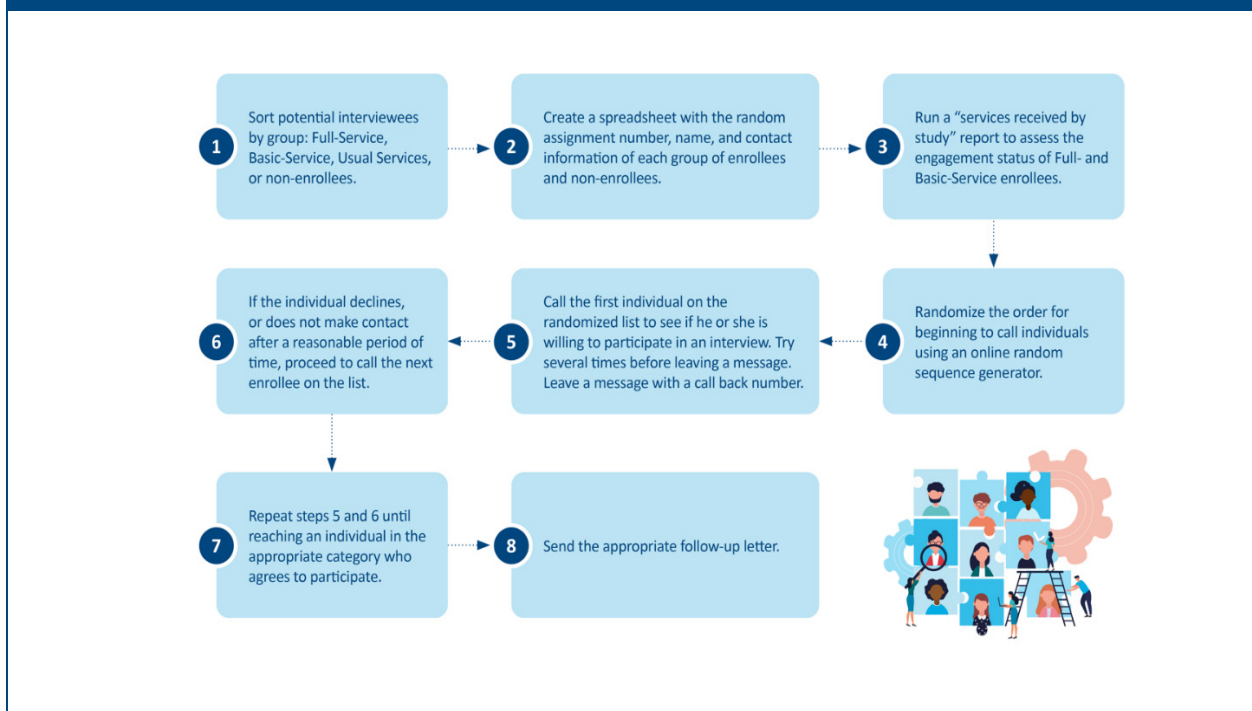 1
Sort potential interviewees
by group: Full-Service,
Basic-Service, Usual Services,
or non-enrollees.
2
Create a spreadsheet with the random
assignment number, name, and contact
information of each group of enrollees
and non-enrollees.
3
Run a “services received by
study” report to assess the
engagement status of Full- and
Basic-Service enrollees.
4
Randomize the order for
beginning to call individuals
using an online random
sequence generator.
5
Call the first individual on the
randomized list to see if he or she is
willing to participate in an interview. Try
several times before leaving a message.
Leave a message with a call back number.
6
If the individual declines,
or does not make contact
after a reasonable period of
time, proceed to call the next
enrollee on the list.
7
Repeat steps 5 and 6 until
reaching an individual in the
appropriate category who
agrees to participate.
8
Send the appropriate follow-up letter.